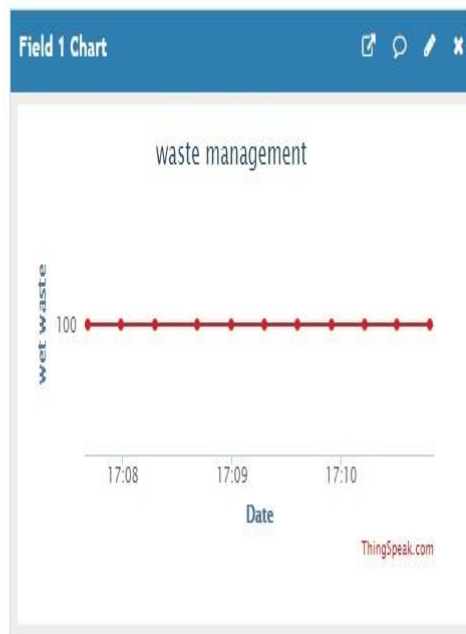 Field 1 Chart
waste management
wet waste
100
17:08 17:09 17:10
Date
ThingSpeak.com